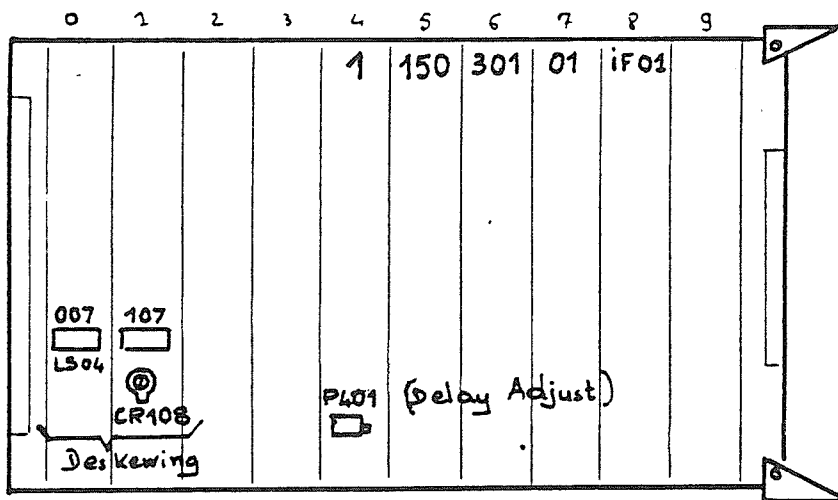 0 1 2 3 4 5 6 7 8 9
1 150 301 01 iF01
007 107
LS04
CR108
P401 (Delay Adjust)
Deskewing